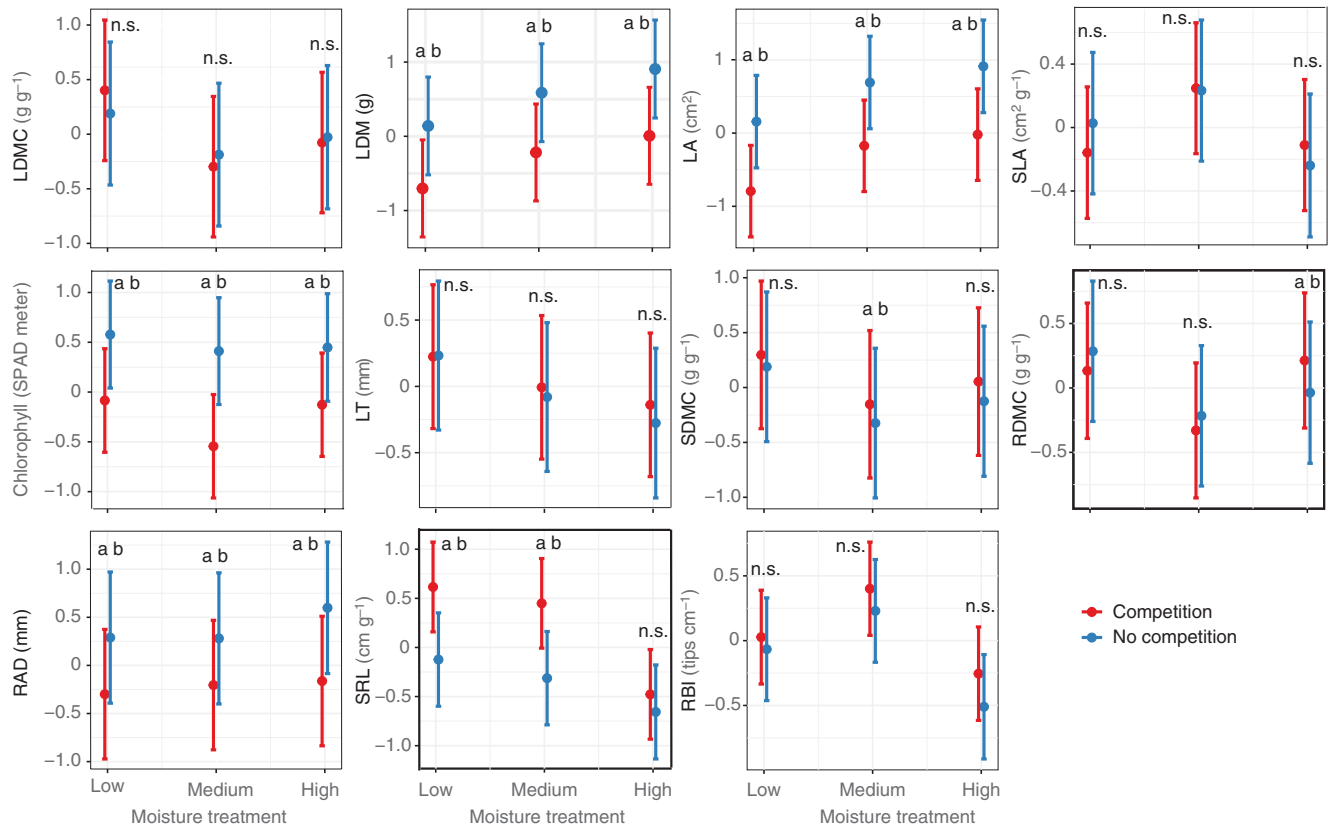 LDMC (g g⁻¹)
1.0
0.5
0
−0.5
−1.0
n.s.
n.s.
n.s.
LDM (g)
1
0
−1
a b
a b
a b
LA (cm²)
1
0
−1
a b
a b
a b
SLA (cm² g⁻¹)
0.4
0
−0.4
n.s.
n.s.
n.s.
Chlorophyll (SPAD meter)
1.0
0.5
0
−0.5
−1.0
a b
a b
a b
LT (mm)
0.5
0
−0.5
n.s.
n.s.
n.s.
SDMC (g g⁻¹)
1.0
0.5
0
−0.5
−1.0
n.s.
a b
n.s.
RDMC (g g⁻¹)
0.5
0
−0.5
n.s.
n.s.
a b
RAD (mm)
1.0
0.5
0
−0.5
−1.0
a b
a b
a b
Low Medium High
Moisture treatment
SRL (cm g⁻¹)
1.0
0.5
0
−0.5
−1.0
a b
a b
n.s.
Low Medium High
Moisture treatment
RBI (tips cm⁻¹)
0.5
0
−0.5
n.s.
n.s.
n.s.
Low Medium High
Moisture treatment
Competition
No competition